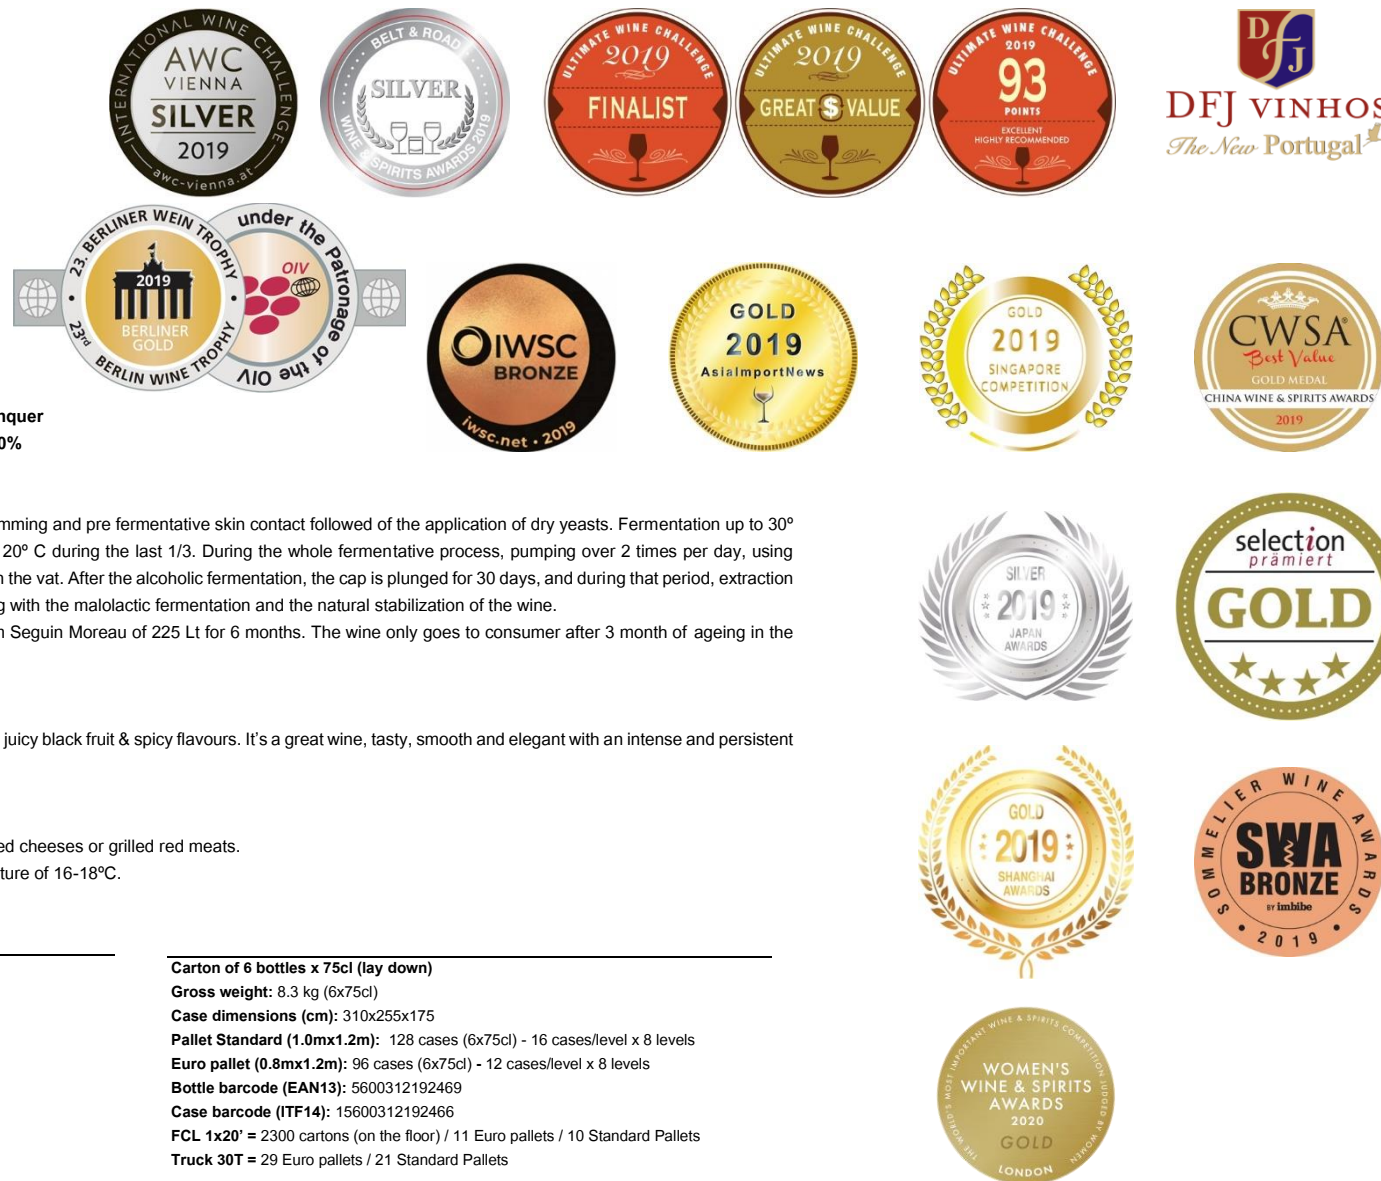 INTERNATIONAL WINE CHALLENGE
AWC
VIENNA
SILVER
2019
awc-vienna.at
BELT & ROAD
SILVER
WINE & SPIRITS AWARDS 2019
ULTIMATE WINE CHALLENGE
2019
FINALIST
ULTIMATE WINE CHALLENGE
2019
GREAT $ VALUE
ULTIMATE WINE CHALLENGE
2019
93
POINTS
EXCELLENT
HIGHLY RECOMMENDED
DFJ
DFJ VINHOS
The New Portugal
23. BERLINER WEIN TROPHY
2019
BERLINER
GOLD
23rd BERLIN WINE TROPHY
under the Patronage of the OIV
OIV
IWSC
BRONZE
iwsc.net • 2019
GOLD
2019
AsiaImportNews
GOLD
2019
SINGAPORE
COMPETITION
CWSA
Best Value
GOLD MEDAL
CHINA WINE & SPIRITS AWARDS
2019
nquer
0%
mming and pre fermentative skin contact followed of the application of dry yeasts. Fermentation up to 30º
20º C during the last 1/3. During the whole fermentative process, pumping over 2 times per day, using
n the vat. After the alcoholic fermentation, the cap is plunged for 30 days, and during that period, extraction
g with the malolactic fermentation and the natural stabilization of the wine.
n Seguin Moreau of 225 Lt for 6 months. The wine only goes to consumer after 3 month of ageing in the
SILVER
2019
JAPAN
AWARDS
selection
prämiert
GOLD
juicy black fruit & spicy flavours. It's a great wine, tasty, smooth and elegant with an intense and persistent
ed cheeses or grilled red meats.
ture of 16-18ºC.
GOLD
2019
SHANGHAI
AWARDS
SOMMELIER WINE AWARDS
SWA
BRONZE
BY imbibe
• 2019 •
Carton of 6 bottles x 75cl (lay down)
Gross weight: 8.3 kg (6x75cl)
Case dimensions (cm): 310x255x175
Pallet Standard (1.0mx1.2m): 128 cases (6x75cl) - 16 cases/level x 8 levels
Euro pallet (0.8mx1.2m): 96 cases (6x75cl) - 12 cases/level x 8 levels
Bottle barcode (EAN13): 5600312192469
Case barcode (ITF14): 15600312192466
FCL 1x20' = 2300 cartons (on the floor) / 11 Euro pallets / 10 Standard Pallets
Truck 30T = 29 Euro pallets / 21 Standard Pallets
THE WORLD'S MOST IMPORTANT WINE & SPIRITS COMPETITION JUDGED BY WOMEN
WOMEN'S
WINE & SPIRITS
AWARDS
2020
GOLD
LONDON